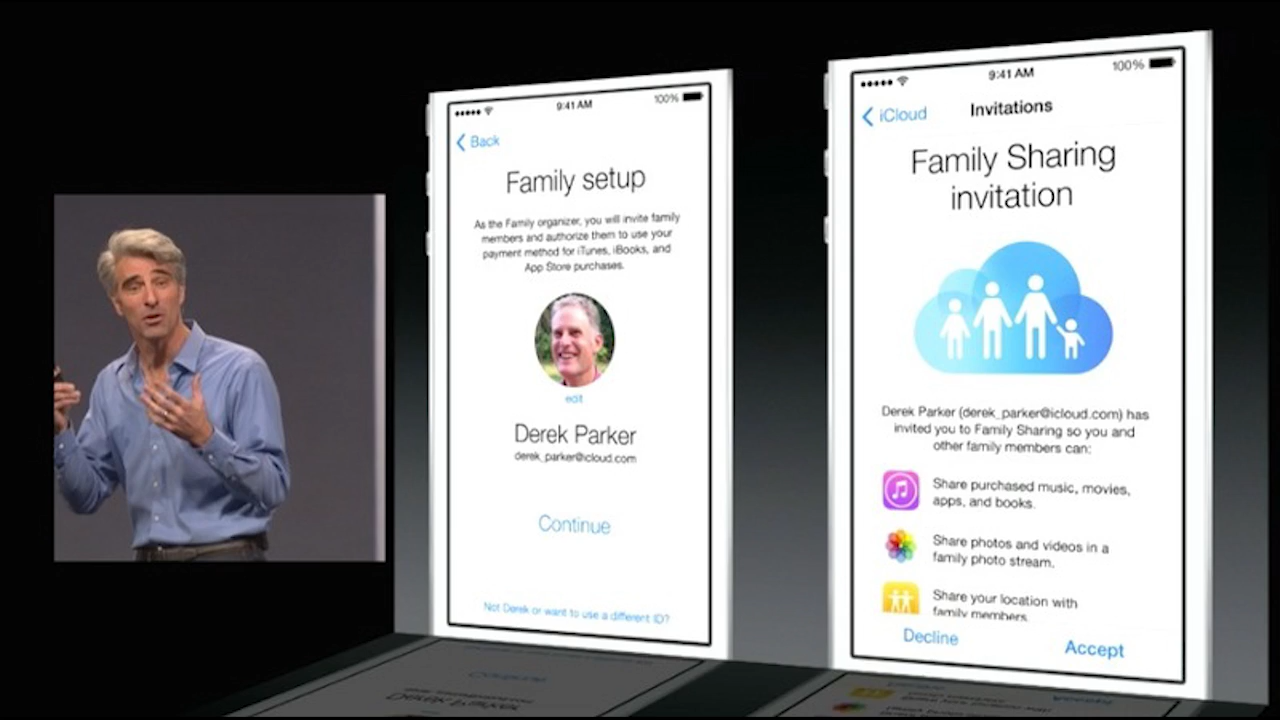 9:41 AM
100%
Back
Family setup
As the Family organizer, you will invite family
members and authorize them to use your
payment method for iTunes, iBooks, and
App Store purchases.
edit
Derek Parker
derek_parker@icloud.com
Continue
Not Derek or want to use a different ID?
9:41 AM
100%
iCloud
Invitations
Family Sharing
invitation
Derek Parker (derek_parker@icloud.com) has
invited you to Family Sharing so you and
other family members can:
Share purchased music, movies,
apps, and books.
Share photos and videos in a
family photo stream.
Share your location with
family members.
Decline
Accept